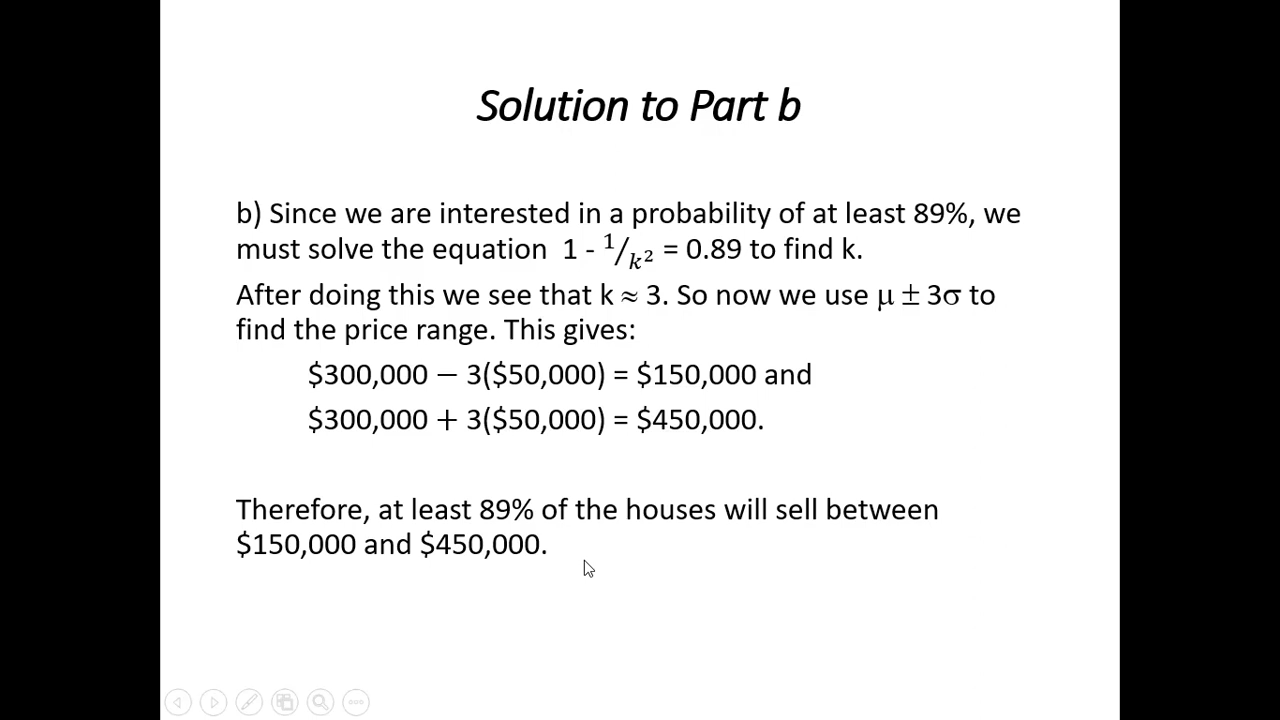 Solution to Part b
b) Since we are interested in a probability of at least 89%, we
must solve the equation 1 - 1/k² = 0.89 to find k.
After doing this we see that k ≈ 3. So now we use μ ± 3σ to
find the price range. This gives:
$300,000 − 3($50,000) = $150,000 and
$300,000 + 3($50,000) = $450,000.
Therefore, at least 89% of the houses will sell between
$150,000 and $450,000.